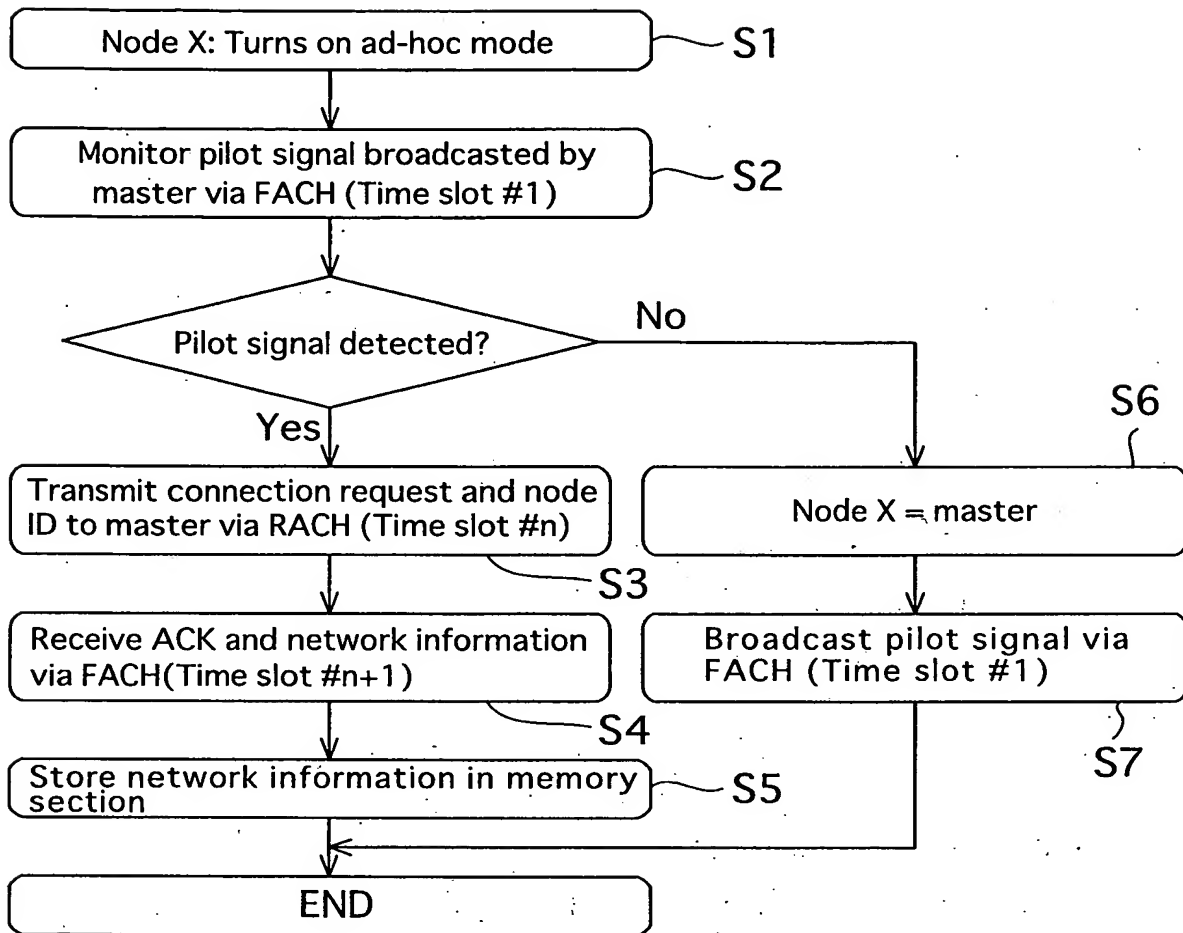 Node X: Turns on ad-hoc mode
S1
Monitor pilot signal broadcasted by
master via FACH (Time slot #1)
S2
Pilot signal detected?
No
Yes
S6
Transmit connection request and node
ID to master via RACH (Time slot #n)
S3
Node X = master
Receive ACK and network information
via FACH(Time slot #n+1)
S4
Broadcast pilot signal via
FACH (Time slot #1)
S7
Store network information in memory
section
S5
END